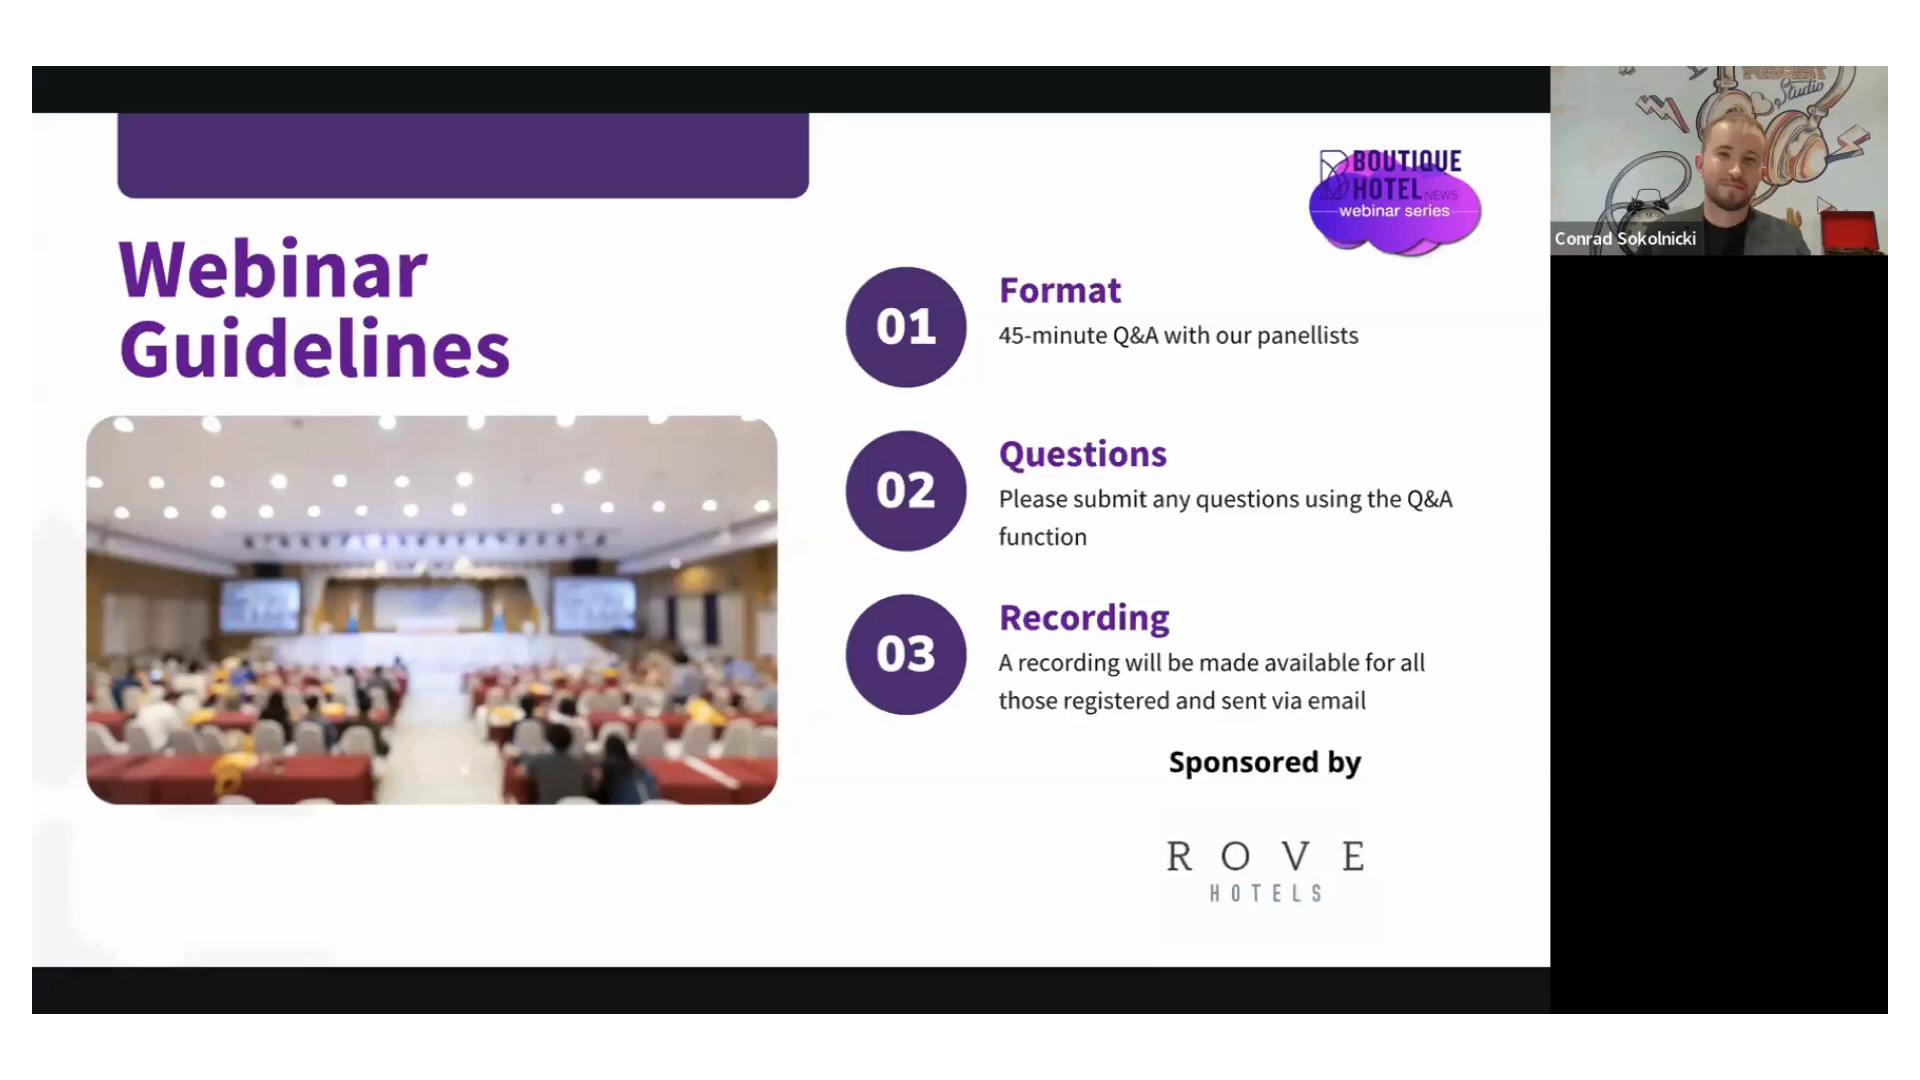 Webinar
Guidelines
BOUTIQUE
HOTEL NEWS
webinar series
01
Format
45-minute Q&A with our panellists
02
Questions
Please submit any questions using the Q&A
function
03
Recording
A recording will be made available for all
those registered and sent via email
Sponsored by
ROVE
HOTELS
Studio
Conrad Sokolnicki